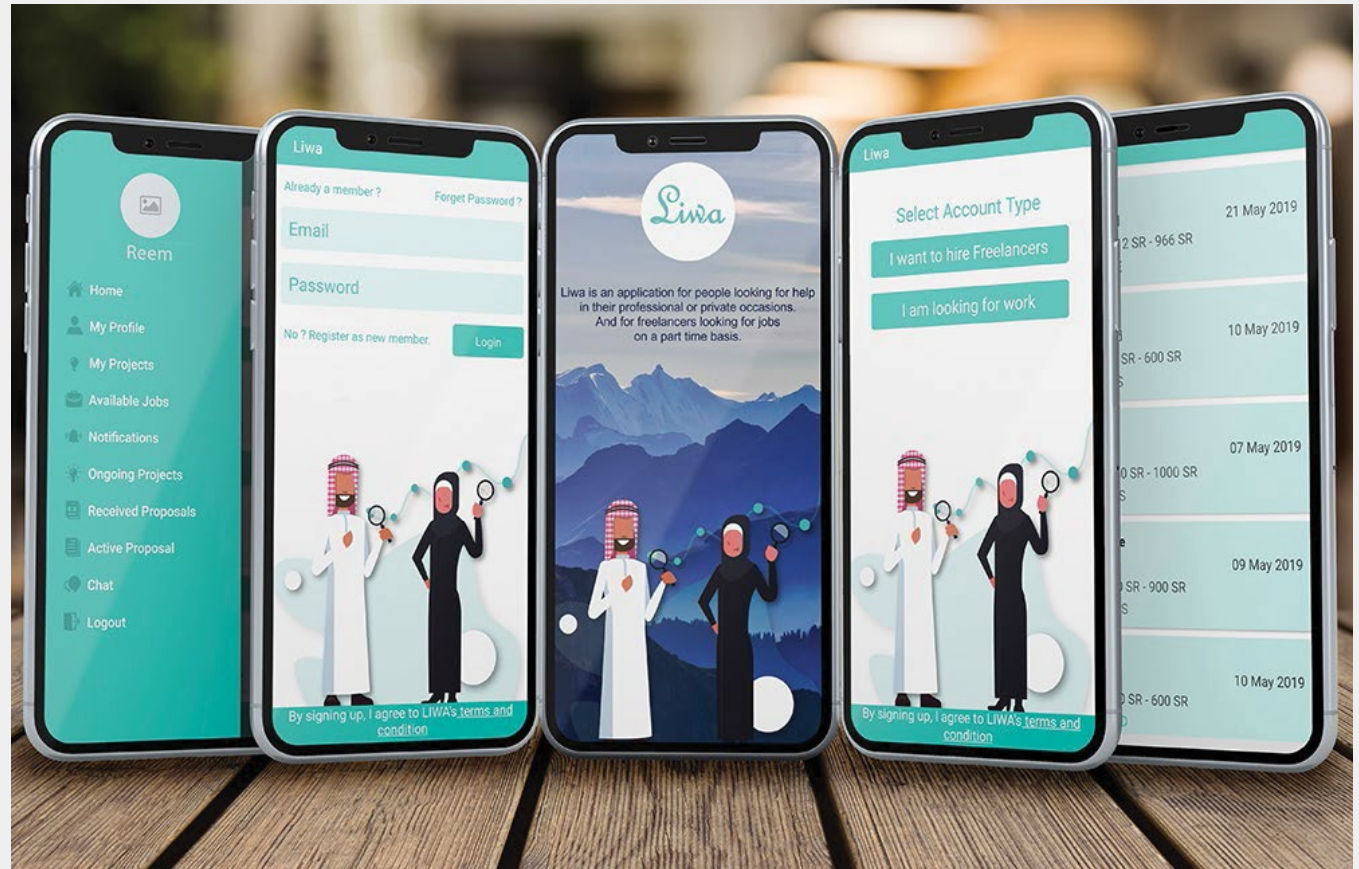 Reem
Home
My Profile
My Projects
Available Jobs
Notifications
Ongoing Projects
Received Proposals
Active Proposal
Chat
Logout
Liwa
Already a member ? Forget Password ?
Email
Password
No ? Register as new member. Login
By signing up, I agree to LIWA's terms and
condition
Liwa
Liwa is an application for people looking for help
in their professional or private occasions.
And for freelancers looking for jobs
on a part time basis.
Liwa
Select Account Type
I want to hire Freelancers
I am looking for work
By signing up, I agree to LIWA's terms and
condition
21 May 2019
2 SR - 966 SR
10 May 2019
SR - 600 SR
07 May 2019
0 SR - 1000 SR
09 May 2019
SR - 900 SR
10 May 2019
SR - 600 SR